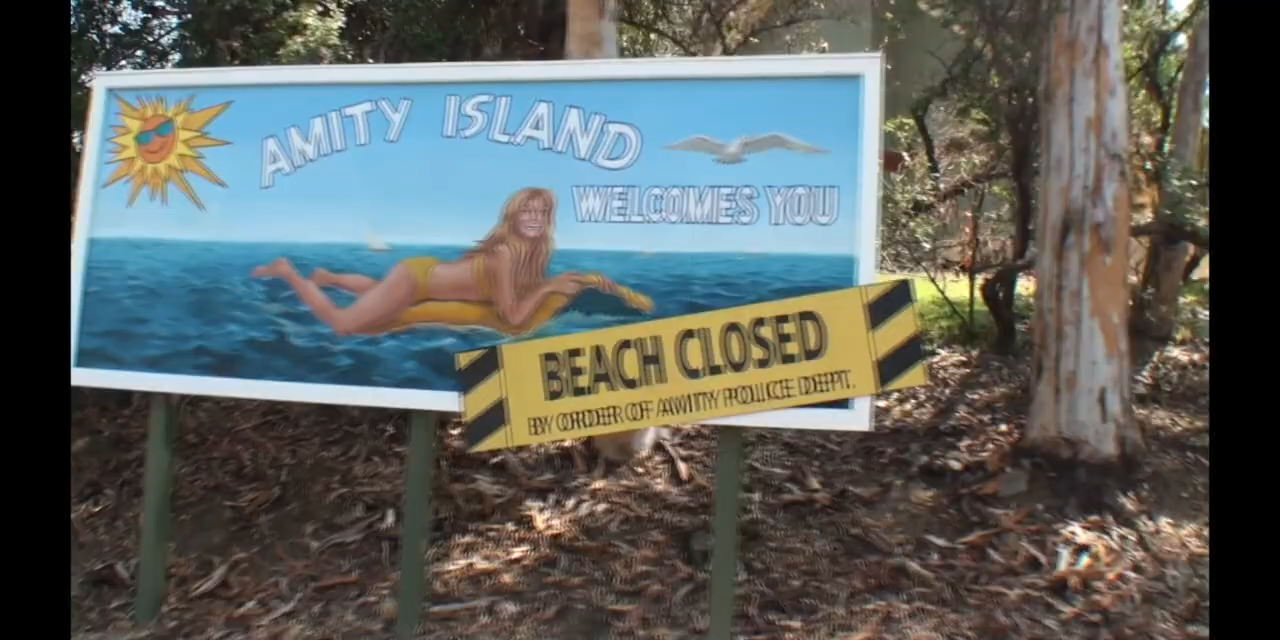 AMITY ISLAND
WELCOMES YOU
BEACH CLOSED
BY ORDER OF AMITY POLICE DEPT.